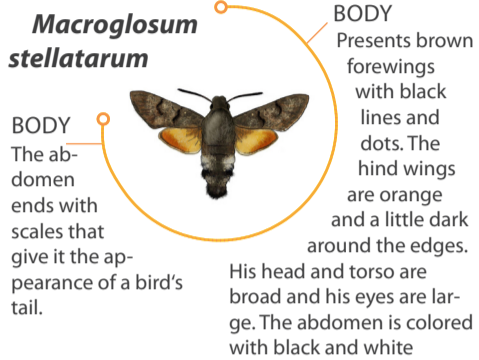 Macroglosum
stellatarum
BODY
The ab-
domen
ends with
scales that
give it the ap-
pearance of a bird‘s
tail.
BODY
Presents brown
forewings
with black
lines and
dots. The
hind wings
are orange
and a little dark
around the edges.
His head and torso are
broad and his eyes are lar-
ge. The abdomen is colored
with black and white